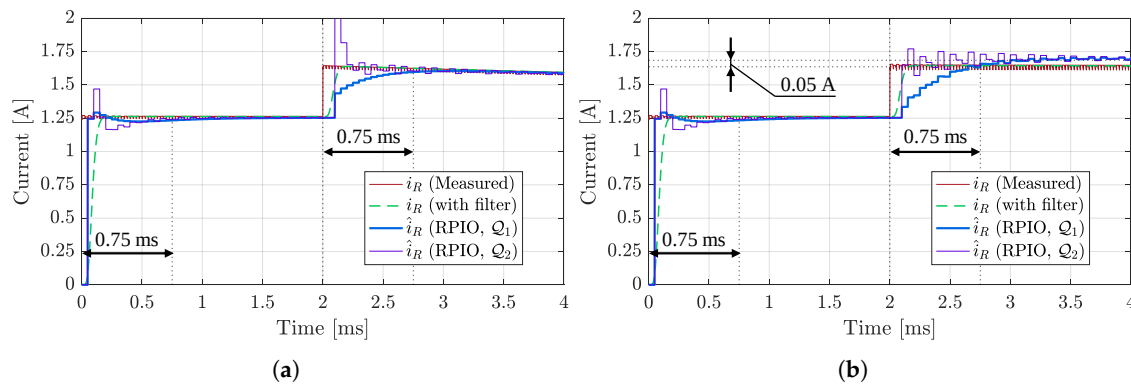 2
1.75
1.5
1.25
1
0.75
0.5
0.25
0
Current [A]
0.75 ms
0.75 ms
i_R (Measured)
i_R (with filter)
î_R (RPIO, 𝒬₁)
î_R (RPIO, 𝒬₂)
0 0.5 1 1.5 2 2.5 3 3.5 4
Time [ms]
(a)
2
1.75
1.5
1.25
1
0.75
0.5
0.25
0
Current [A]
0.05 A
0.75 ms
0.75 ms
i_R (Measured)
i_R (with filter)
î_R (RPIO, 𝒬₁)
î_R (RPIO, 𝒬₂)
0 0.5 1 1.5 2 2.5 3 3.5 4
Time [ms]
(b)